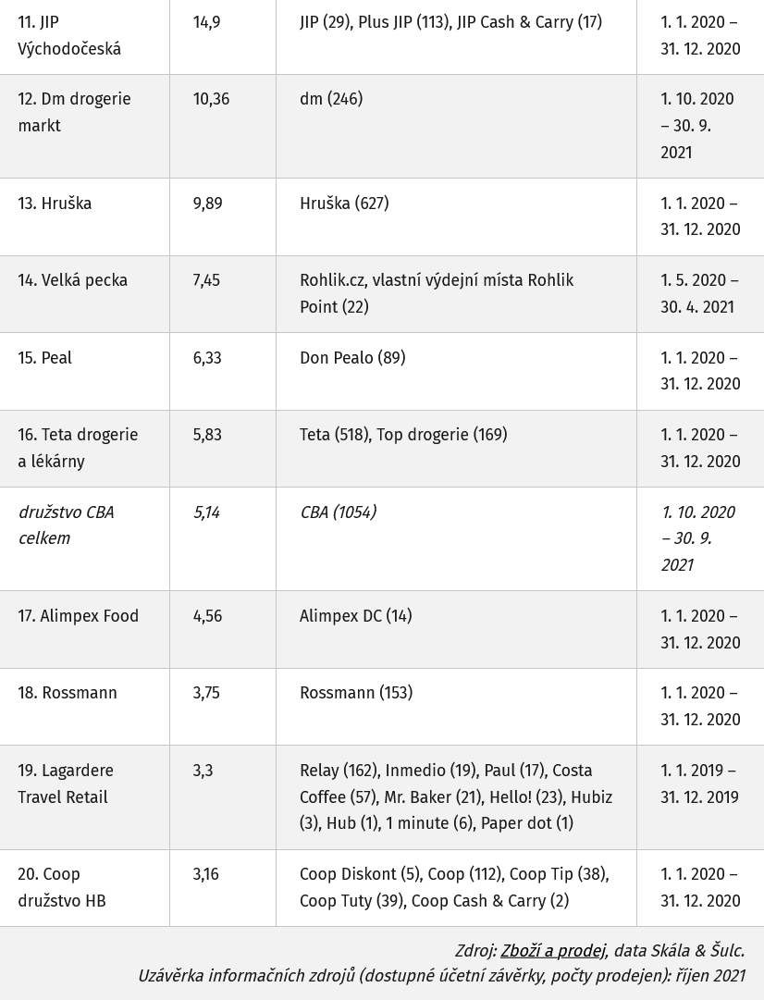 11. JIP Východočeská 14,9 JIP (29), Plus JIP (113), JIP Cash & Carry (17) 1. 1. 2020 – 31. 12. 2020
12. Dm drogerie markt 10,36 dm (246) 1. 10. 2020 – 30. 9. 2021
13. Hruška 9,89 Hruška (627) 1. 1. 2020 – 31. 12. 2020
14. Velká pecka 7,45 Rohlik.cz, vlastní výdejní místa Rohlik Point (22) 1. 5. 2020 – 30. 4. 2021
15. Peal 6,33 Don Pealo (89) 1. 1. 2020 – 31. 12. 2020
16. Teta drogerie a lékárny 5,83 Teta (518), Top drogerie (169) 1. 1. 2020 – 31. 12. 2020
družstvo CBA celkem 5,14 CBA (1054) 1. 10. 2020 – 30. 9. 2021
17. Alimpex Food 4,56 Alimpex DC (14) 1. 1. 2020 – 31. 12. 2020
18. Rossmann 3,75 Rossmann (153) 1. 1. 2020 – 31. 12. 2020
19. Lagardere Travel Retail 3,3 Relay (162), Inmedio (19), Paul (17), Costa Coffee (57), Mr. Baker (21), Hello! (23), Hubiz (3), Hub (1), 1 minute (6), Paper dot (1) 1. 1. 2019 – 31. 12. 2019
20. Coop družstvo HB 3,16 Coop Diskont (5), Coop (112), Coop Tip (38), Coop Tuty (39), Coop Cash & Carry (2) 1. 1. 2020 – 31. 12. 2020
Zdroj: Zboží a prodej, data Skála & Šulc.
Uzávěrka informačních zdrojů (dostupné účetní závěrky, počty prodejen): říjen 2021